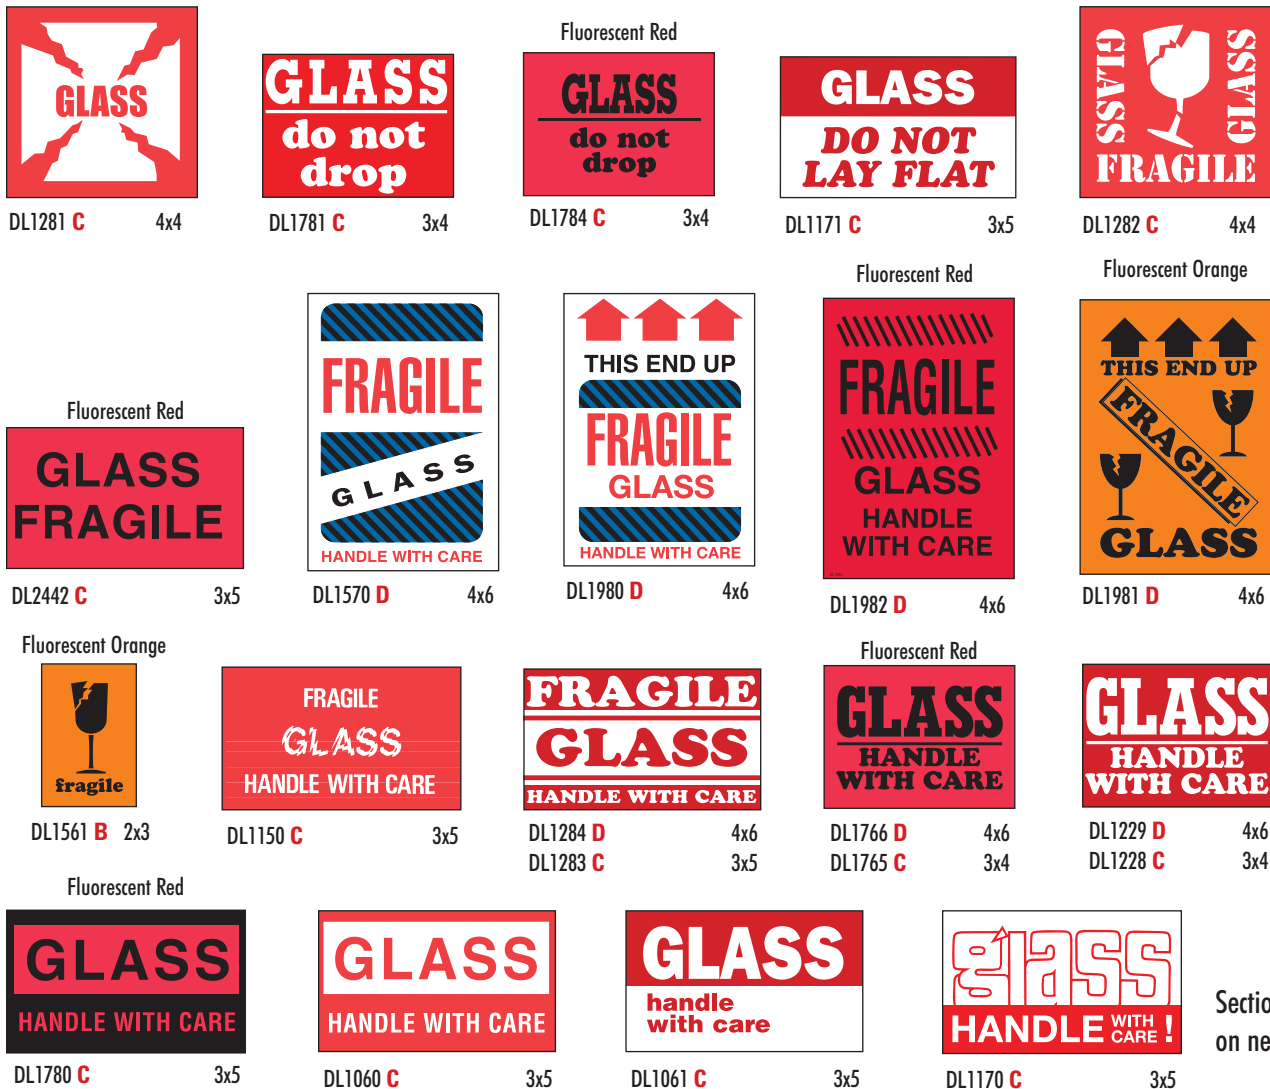 GLASS
DL1281 C 4x4
GLASS
do not
drop
DL1781 C 3x4
Fluorescent Red
GLASS
do not
drop
DL1784 C 3x4
GLASS
DO NOT
LAY FLAT
DL1171 C 3x5
GLASS
GLASS
FRAGILE
DL1282 C 4x4
Fluorescent Red
GLASS
FRAGILE
DL2442 C 3x5
FRAGILE
GLASS
HANDLE WITH CARE
DL1570 D 4x6
THIS END UP
FRAGILE
GLASS
HANDLE WITH CARE
DL1980 D 4x6
Fluorescent Red
FRAGILE
GLASS
HANDLE
WITH CARE
DL1982 D 4x6
Fluorescent Orange
THIS END UP
FRAGILE
GLASS
DL1981 D 4x6
Fluorescent Orange
fragile
DL1561 B 2x3
FRAGILE
GLASS
HANDLE WITH CARE
DL1150 C 3x5
FRAGILE
GLASS
HANDLE WITH CARE
DL1284 D 4x6
DL1283 C 3x5
Fluorescent Red
GLASS
HANDLE
WITH CARE
DL1766 D 4x6
DL1765 C 3x4
GLASS
HANDLE
WITH CARE
DL1229 D 4x6
DL1228 C 3x4
Fluorescent Red
GLASS
HANDLE WITH CARE
DL1780 C 3x5
GLASS
HANDLE WITH CARE
DL1060 C 3x5
GLASS
handle
with care
DL1061 C 3x5
glass
HANDLE WITH CARE !
DL1170 C 3x5
Sectio
on ne